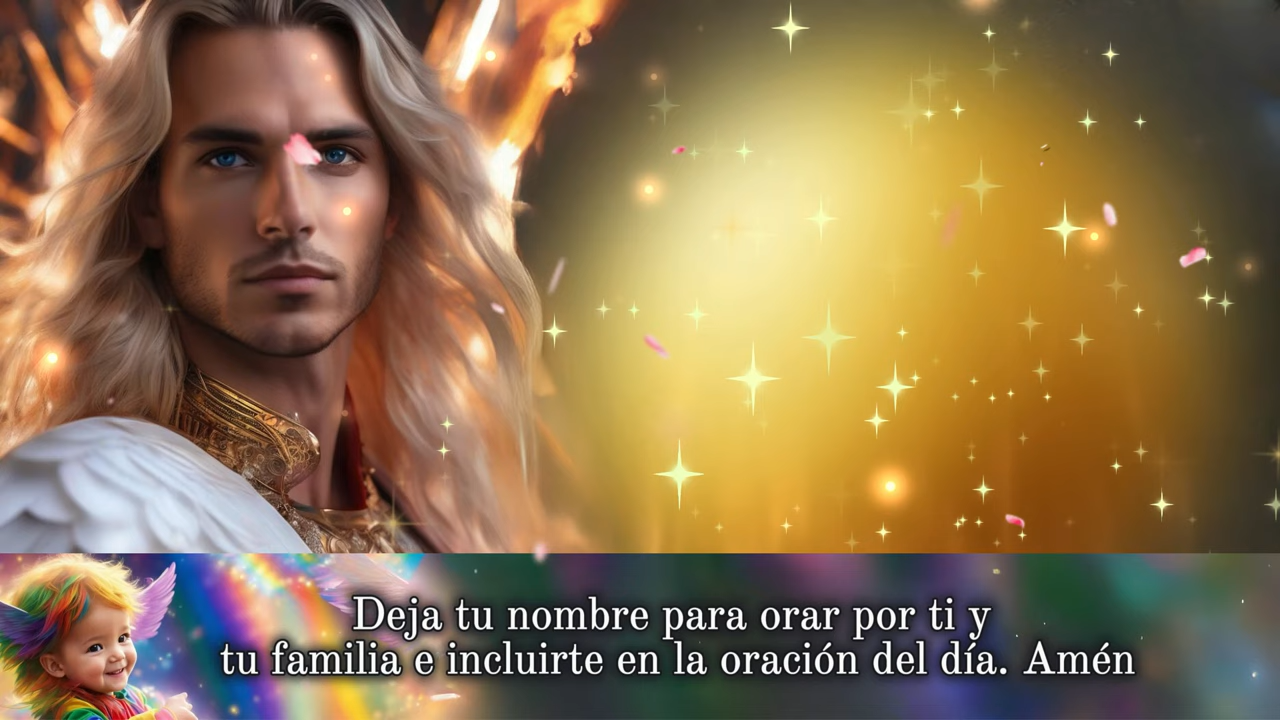 Deja tu nombre para orar por ti y
tu familia e incluirte en la oración del día. Amén